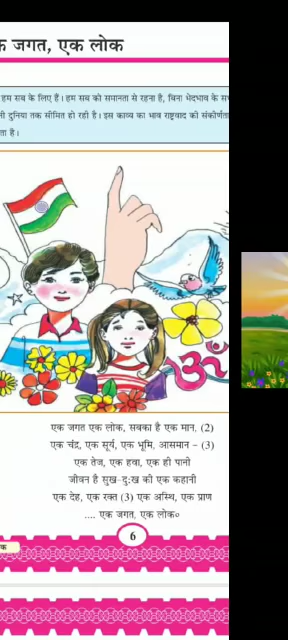 जगत, एक लोक
हम सब के लिए हैं। हम सब को समानता से रहना है, बिना भेदभाव के
दुनिया तक सीमित हो रही है। इस काव्य का भाव राष्ट्रवाद की संकीर्णता
है।
ॐ
एक जगत एक लोक, सबका है एक मान, (2)
एक चंद्र, एक सूर्य, एक भूमि, आसमान – (3)
एक तेज, एक हवा, एक ही पानी
जीवन है सुख-दुःख की एक कहानी
एक देह, एक रक्त (3) एक अस्थि, एक प्राण
.... एक जगत, एक लोक०
6